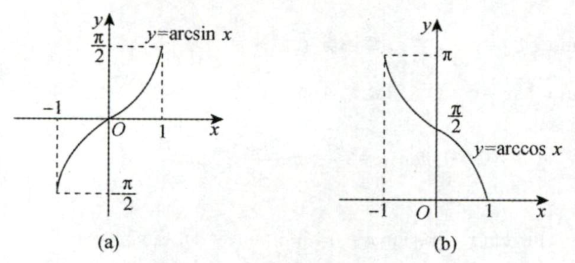 y
π/2
y=arcsin x
-1
O
1
x
-π/2
(a)
y
π
π/2
y=arccos x
-1
O
1
x
(b)